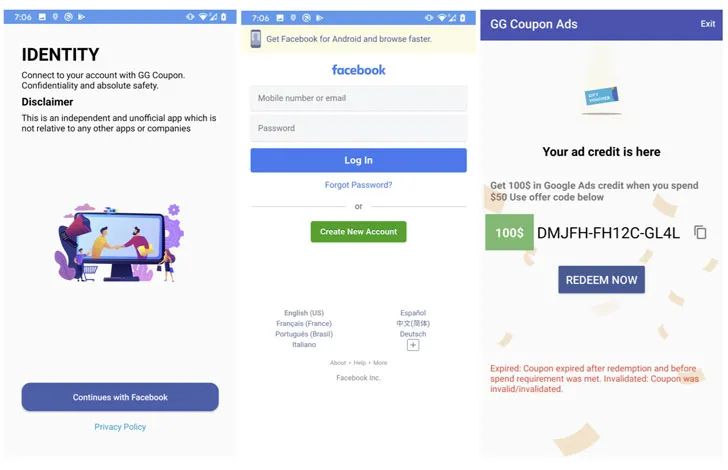 7:06
IDENTITY
Connect to your account with GG Coupon.
Confidentiality and absolute safety.
Disclaimer
This is an independent and unofficial app which is
not relative to any other apps or companies
Continues with Facebook
Privacy Policy
7:06
Get Facebook for Android and browse faster.
facebook
Mobile number or email
Password
Log In
Forgot Password?
or
Create New Account
English (US)
Español
Français (France)
中文(简体)
Português (Brasil)
Deutsch
Italiano
About • Help • More
Facebook Inc.
GG Coupon Ads
Exit
GIFT
VOUCHER
Your ad credit is here
Get 100$ in Google Ads credit when you spend
$50 Use offer code below
100$ DMJFH-FH12C-GL4L
REDEEM NOW
Expired: Coupon expired after redemption and before
spend requirement was met. Invalidated: Coupon was
invalid/invalidated.